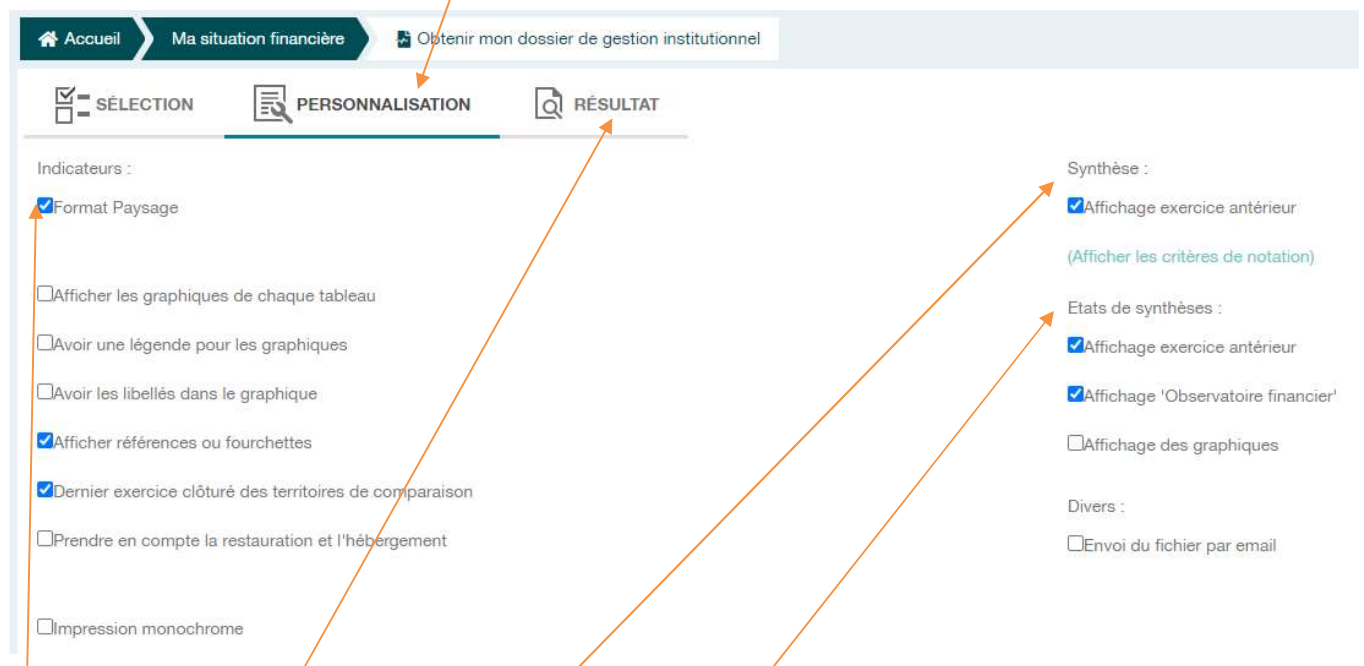 Accueil Ma situation financière Obtenir mon dossier de gestion institutionnel
SÉLECTION PERSONNALISATION RÉSULTAT
Indicateurs :
Format Paysage
Afficher les graphiques de chaque tableau
Avoir une légende pour les graphiques
Avoir les libellés dans le graphique
Afficher références ou fourchettes
Dernier exercice clôturé des territoires de comparaison
Prendre en compte la restauration et l'hébergement
Impression monochrome
Synthèse :
Affichage exercice antérieur
(Afficher les critères de notation)
Etats de synthèses :
Affichage exercice antérieur
Affichage 'Observatoire financier'
Affichage des graphiques
Divers :
Envoi du fichier par email